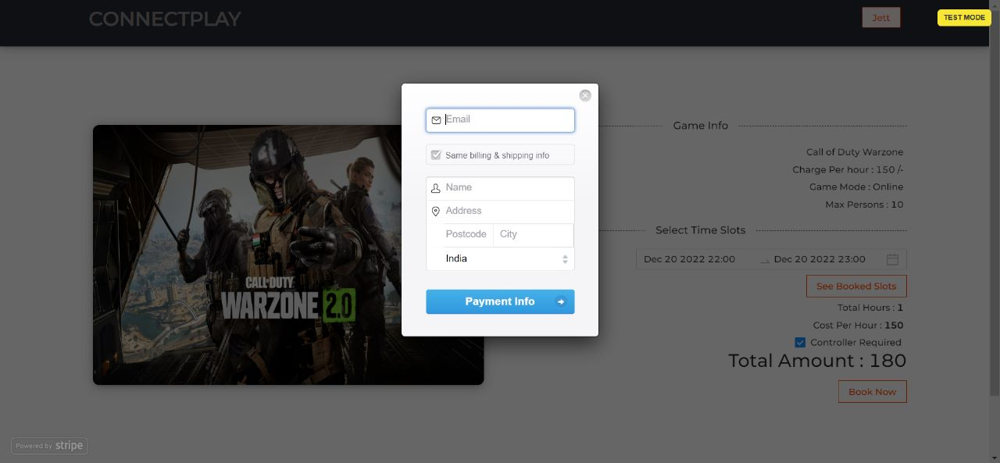 CONNECTPLAY
Jett
TEST MODE
Email
Same billing & shipping info
Name
Address
Postcode City
India
Payment Info
CALL OF DUTY
WARZONE 2.0
Game Info
Call of Duty Warzone
Charge Per hour : 150 /-
Game Mode : Online
Max Persons : 10
Select Time Slots
Dec 20 2022 22:00 → Dec 20 2022 23:00
See Booked Slots
Total Hours : 1
Cost Per Hour : 150
Controller Required
Total Amount : 180
Book Now
Powered by stripe